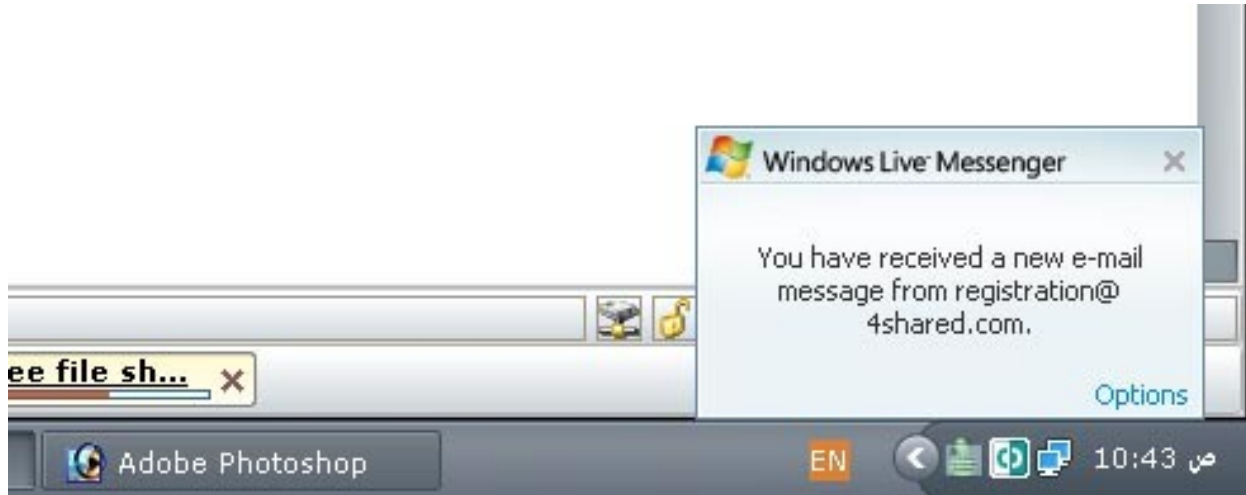 Windows Live Messenger
You have received a new e-mail
message from registration@
4shared.com.
Options
ee file sh...
Adobe Photoshop
EN
10:43 ص